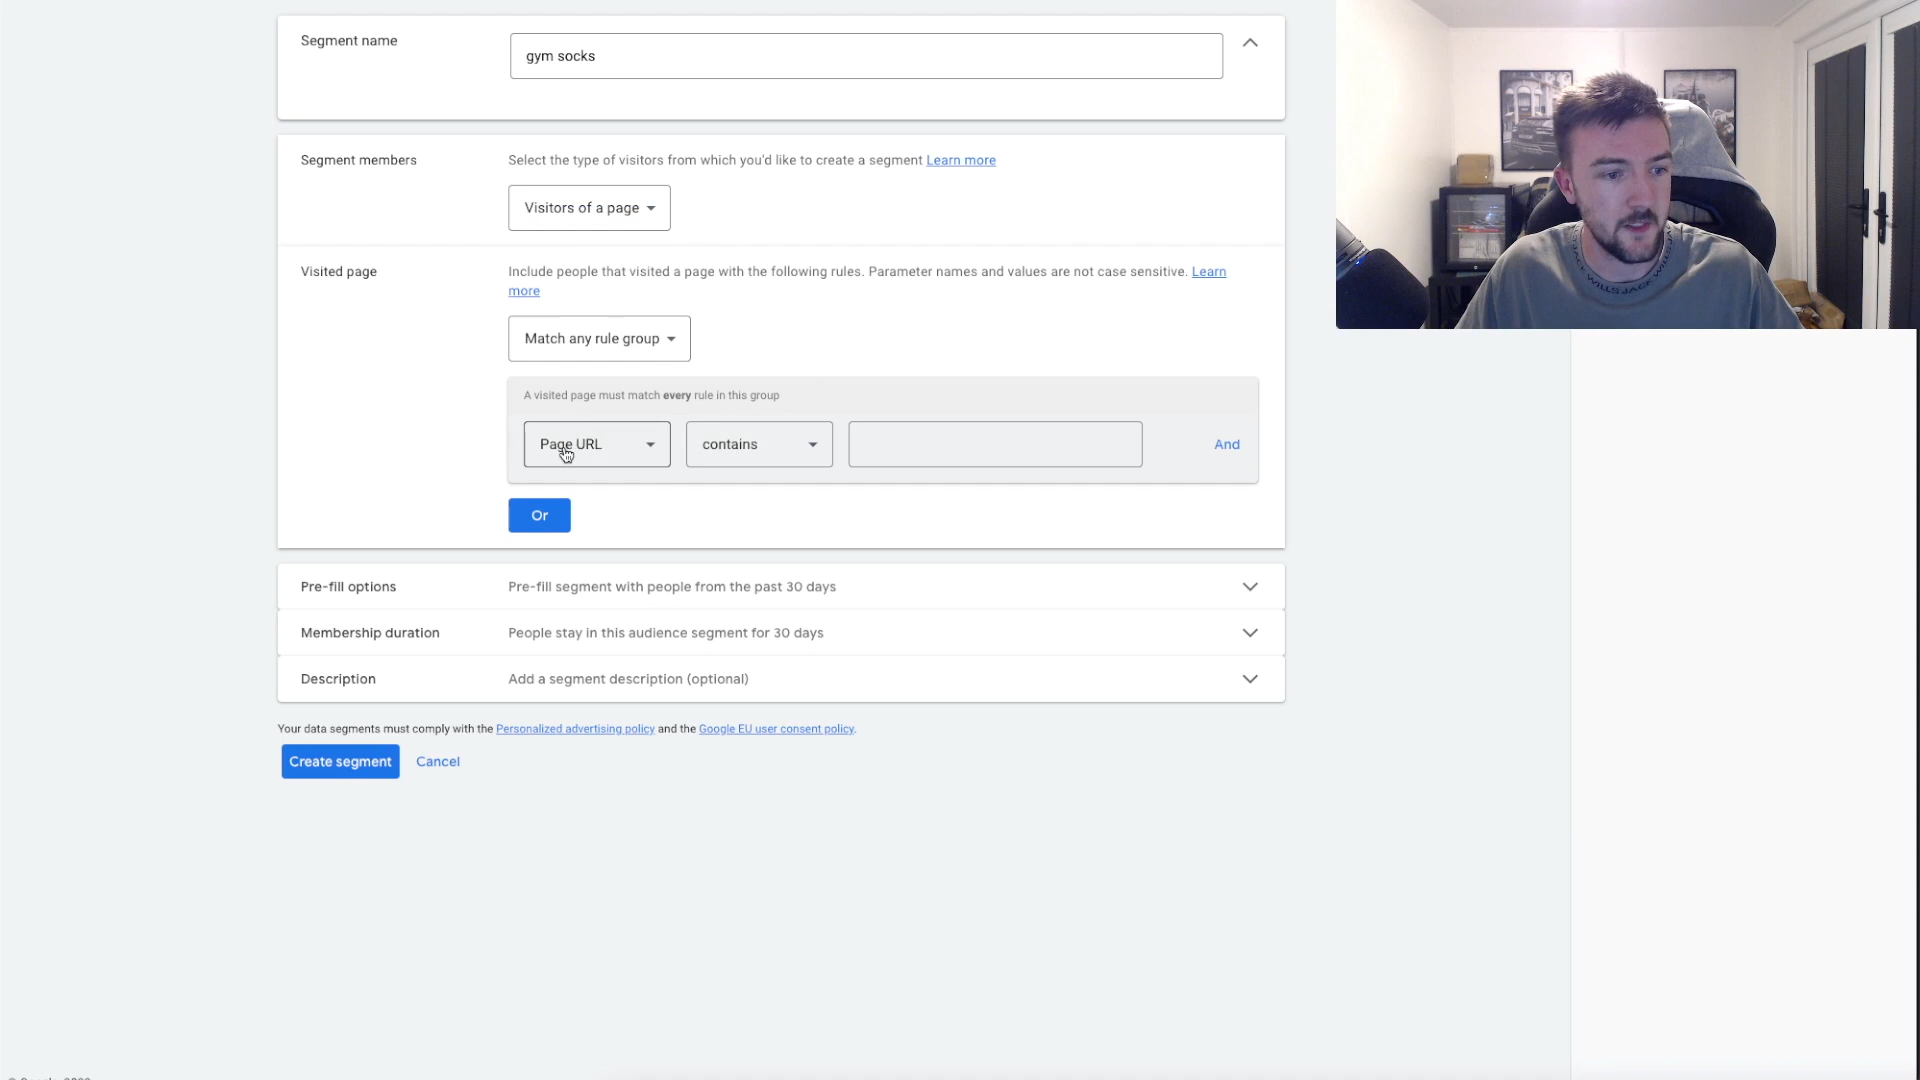 Segment name
gym socks
Segment members
Select the type of visitors from which you'd like to create a segment Learn more
Visitors of a page
Visited page
Include people that visited a page with the following rules. Parameter names and values are not case sensitive. Learn
more
Match any rule group
A visited page must match every rule in this group
Page URL
contains
And
Or
Pre-fill options
Pre-fill segment with people from the past 30 days
Membership duration
People stay in this audience segment for 30 days
Description
Add a segment description (optional)
Your data segments must comply with the Personalized advertising policy and the Google EU user consent policy.
Create segment
Cancel